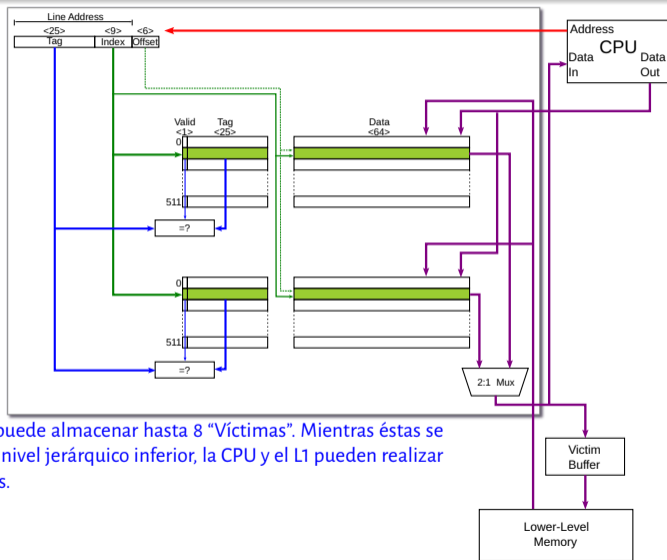 Line Address
<25> <9> <6>
Tag Index Offset
Address
CPU
Data In
Data Out
Valid <1>
Tag <25>
Data <64>
0
511
=?
0
511
=?
2:1 Mux
puede almacenar hasta 8 “Víctimas”. Mientras éstas se
nivel jerárquico inferior, la CPU y el L1 pueden realizar
s.
Victim
Buffer
Lower-Level
Memory